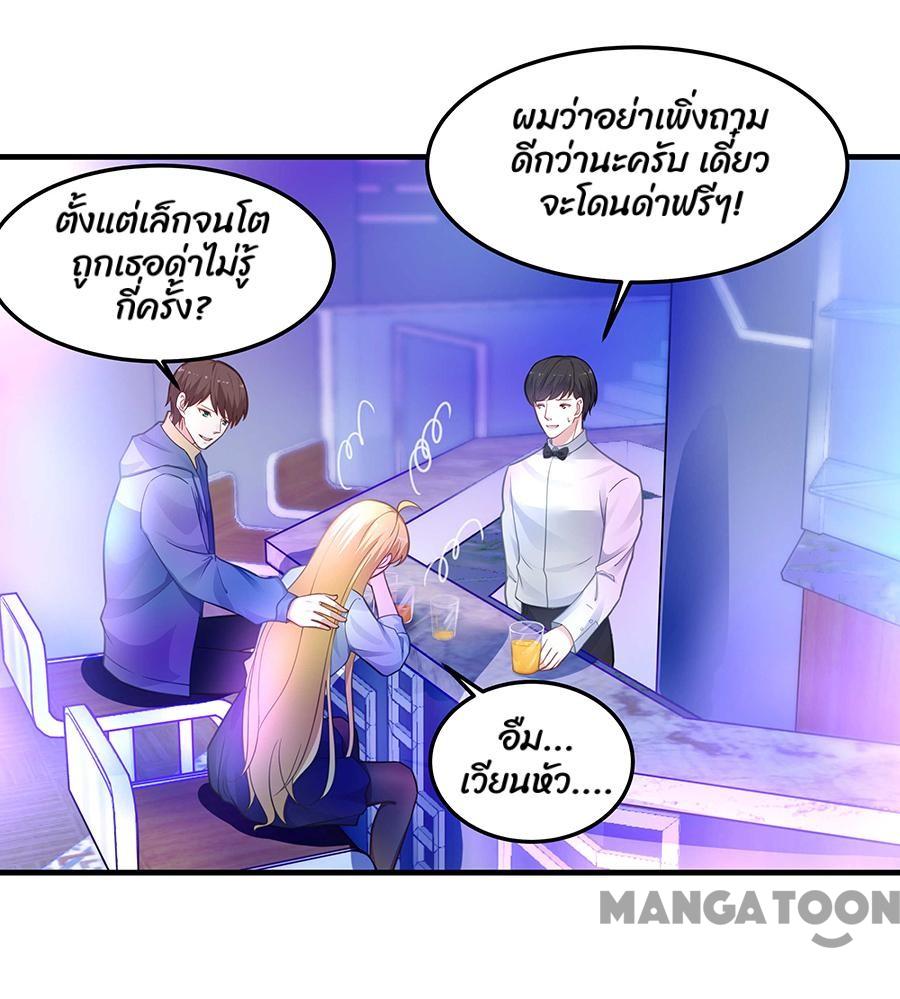 ผมว่าอย่าเพิ่งถาม
ดีกว่านะครับ เดี๋ยว
จะโดนด่าฟรีๆ!
ตั้งแต่เล็กจนโต
ถูกเธอด่าไม่รู้
กี่ครั้ง?
อืม...
เวียนหัว....
MANGATOON